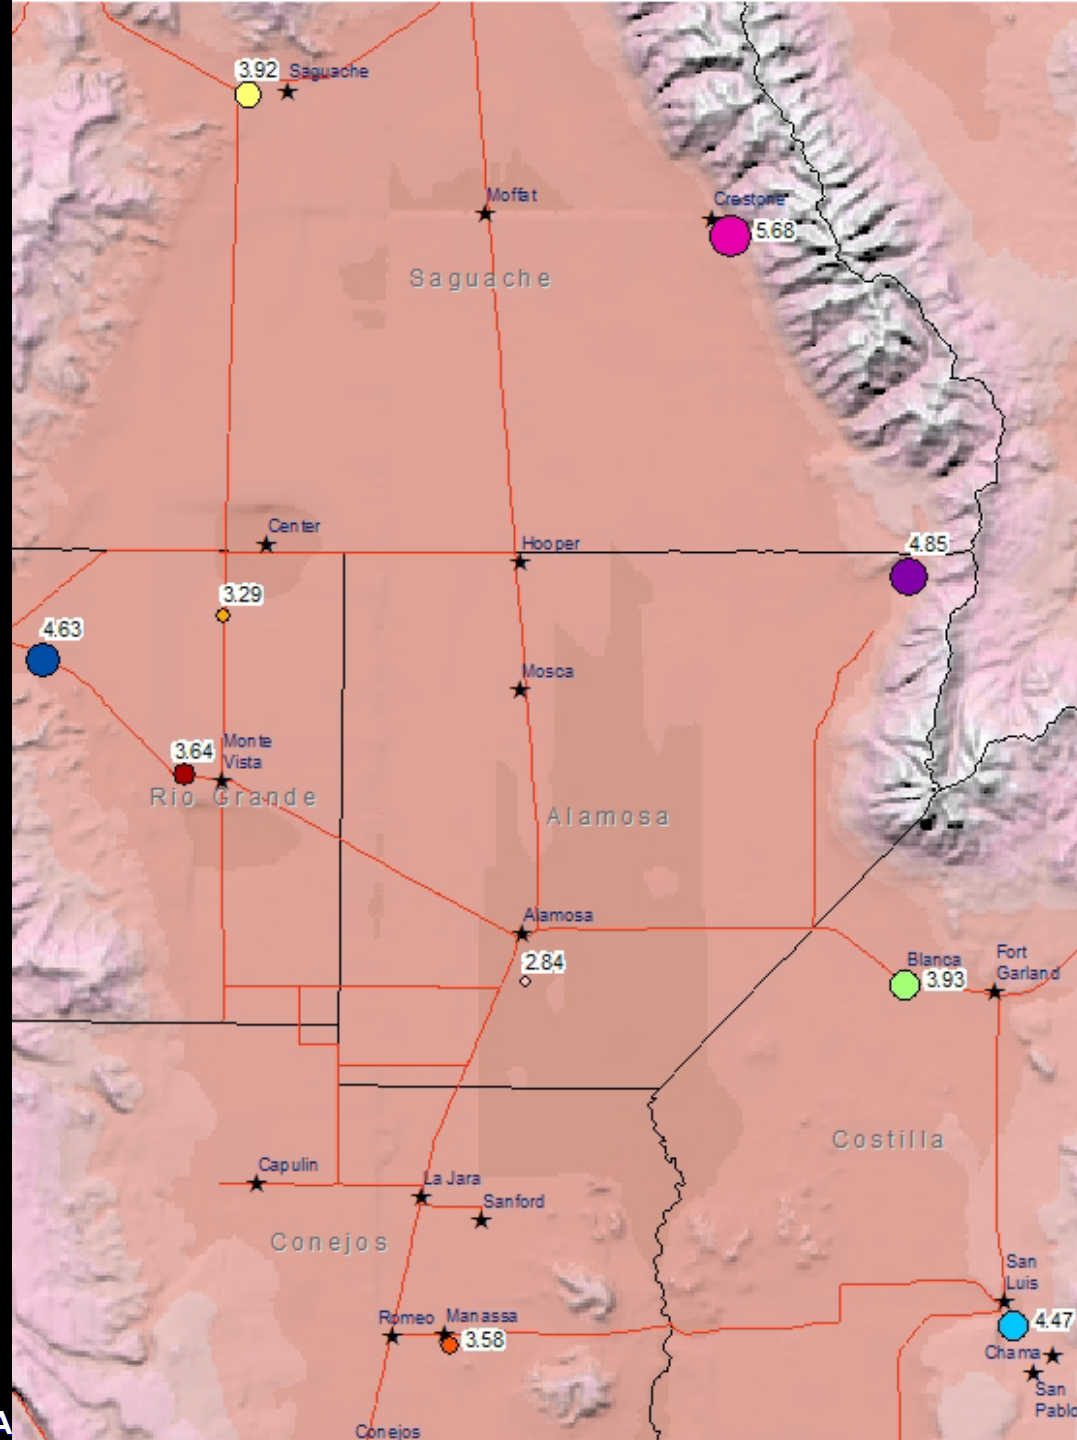 3.92
Saguache
Moffat
Crestone
5.68
Saguache
Center
Hooper
4.85
3.29
4.63
Mosca
3.64
Monte
Vista
Rio Grande
Alamosa
Alamosa
2.84
Blanca
3.93
Fort
Garland
Costilla
Capulin
La Jara
Sanford
Conejos
San
Luis
Romeo
Manassa
3.58
4.47
Chama
San
Pablo
Conejos
A